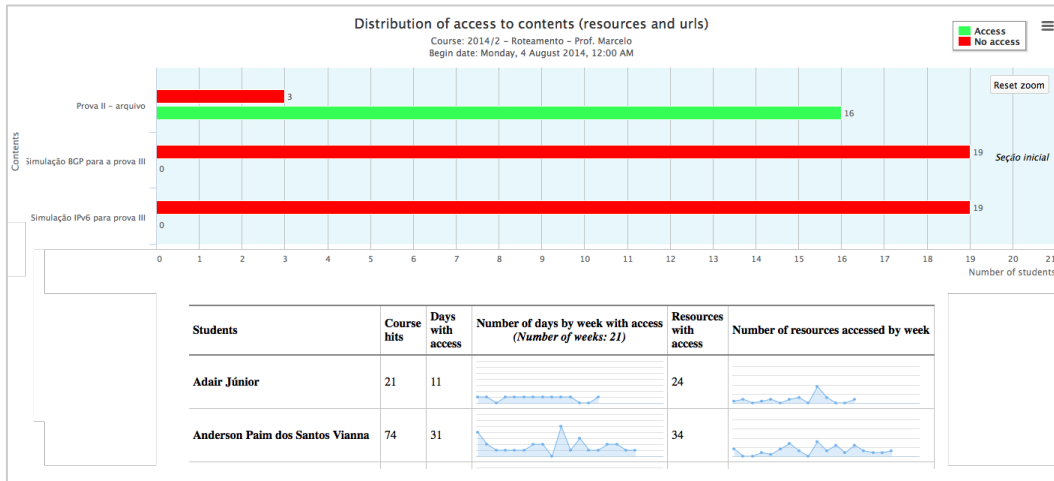 Distribution of access to contents (resources and urls)
Course: 2014/2 - Roteamento - Prof. Marcelo
Begin date: Monday, 4 August 2014, 12:00 AM
Access
No access
Reset zoom
Contents
Prova II - arquivo
3
16
Simulação BGP para a prova III
19
0
Seção inicial
Simulação IPv6 para prova III
19
0
0 1 2 3 4 5 6 7 8 9 10 11 12 13 14 15 16 17 18 19 20 21
Number of students
Students
Course hits
Days with access
Number of days by week with access
(Number of weeks: 21)
Resources with access
Number of resources accessed by week
Adair Júnior 21 11 24
Anderson Paim dos Santos Vianna 74 31 34